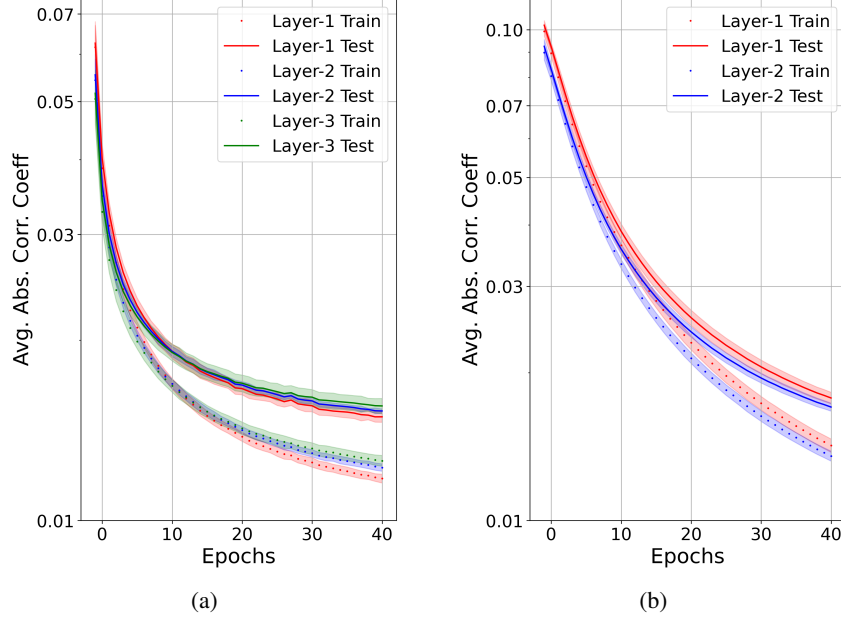 0.07
0.05
0.03
0.01
Avg. Abs. Corr. Coeff
Layer-1 Train
Layer-1 Test
Layer-2 Train
Layer-2 Test
Layer-3 Train
Layer-3 Test
0 10 20 30 40
Epochs
(a)
0.10
0.07
0.05
0.03
0.01
Avg. Abs. Corr. Coeff
Layer-1 Train
Layer-1 Test
Layer-2 Train
Layer-2 Test
0 10 20 30 40
Epochs
(b)